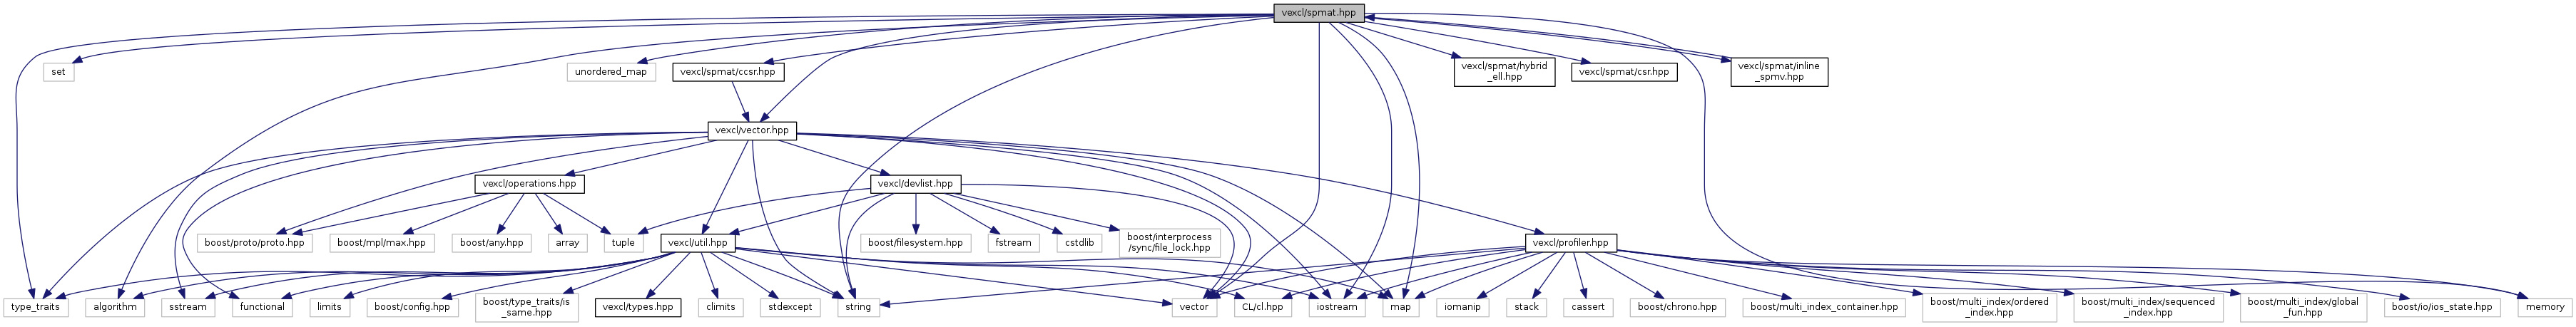 vexcl/spmat.hpp
set
unordered_map
vexcl/spmat/ccsr.hpp
vexcl/spmat/hybrid
_ell.hpp
vexcl/spmat/csr.hpp
vexcl/spmat/inline
_spmv.hpp
vexcl/vector.hpp
vexcl/operations.hpp
vexcl/devlist.hpp
boost/proto/proto.hpp
boost/mpl/max.hpp
boost/any.hpp
array
tuple
vexcl/util.hpp
boost/filesystem.hpp
fstream
cstdlib
boost/interprocess
/sync/file_lock.hpp
vexcl/profiler.hpp
type_traits
algorithm
sstream
functional
limits
boost/config.hpp
boost/type_traits/is
_same.hpp
vexcl/types.hpp
climits
stdexcept
string
vector
CL/cl.hpp
iostream
map
iomanip
stack
cassert
boost/chrono.hpp
boost/multi_index_container.hpp
boost/multi_index/ordered
_index.hpp
boost/multi_index/sequenced
_index.hpp
boost/multi_index/global
_fun.hpp
boost/io/ios_state.hpp
memory